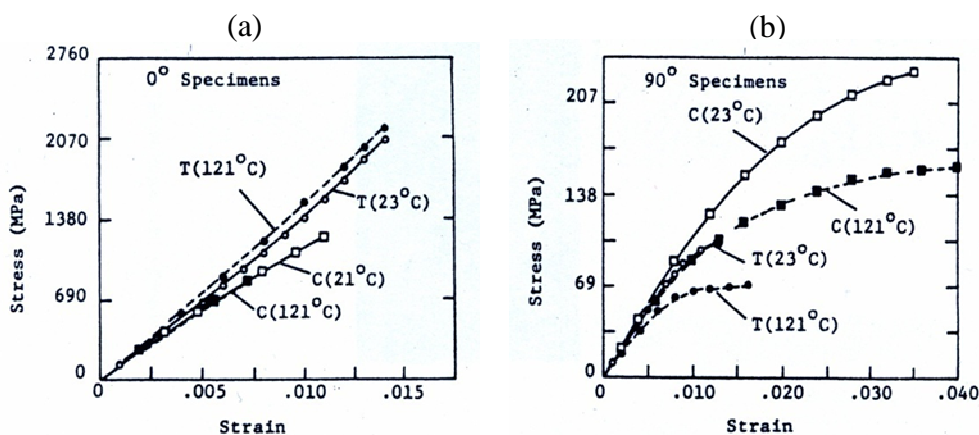 (a)
2760
2070
1380
690
0
Stress (MPa)
0° Specimens
T(121°C)
T(23°C)
C(21°C)
C(121°C)
0
.005
.010
.015
Strain
(b)
207
138
69
0
Stress (MPa)
90° Specimens
C(23°C)
C(121°C)
T(23°C)
T(121°C)
0
.010
.020
.030
.040
Strain